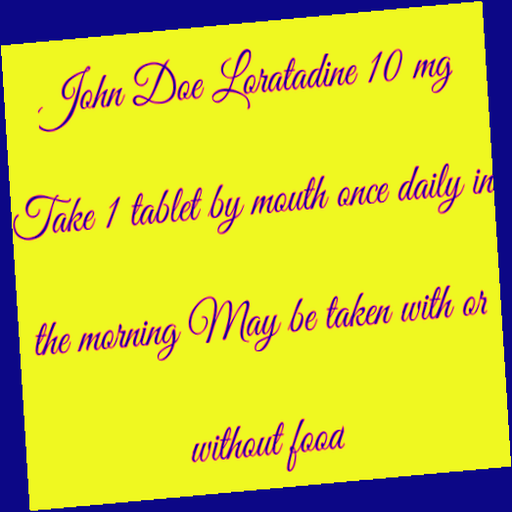 John Doe Loratadine 10 mg
Take 1 tablet by mouth once daily in
the morning May be taken with or
without food